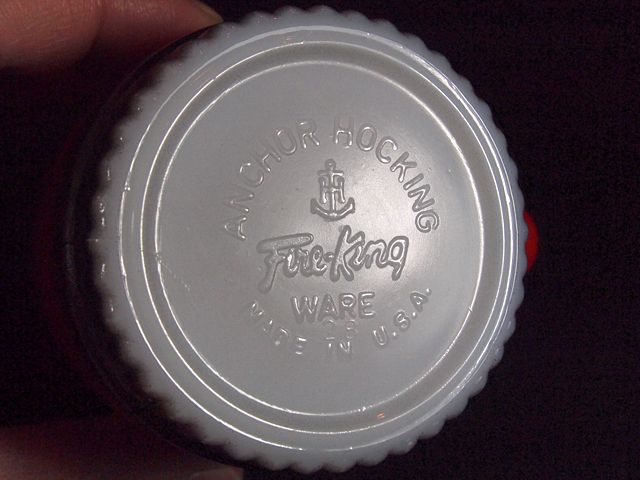 ANCHOR HOCKING
Fire-King
WARE
MADE IN U.S.A.